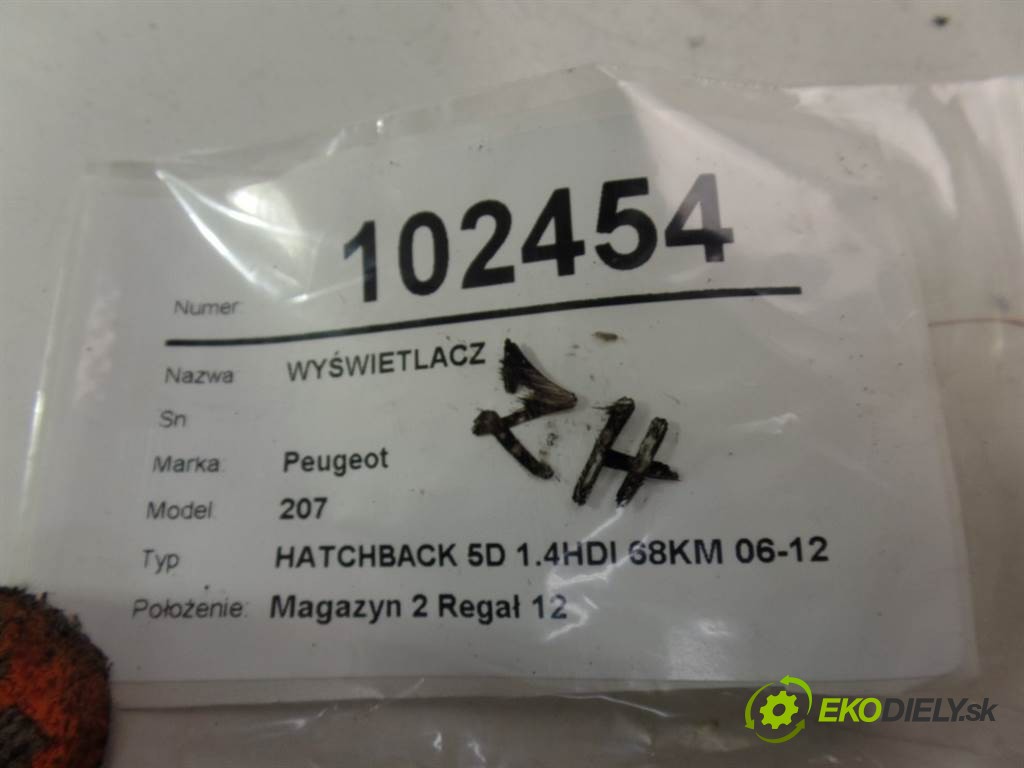 Numer: 102454
Nazwa WYŚWIETLACZ
Sn
Marka: Peugeot
Model 207
Typ HATCHBACK 5D 1.4HDI 68KM 06-12
Położenie: Magazyn 2 Regał 12
EKODIELY.sk